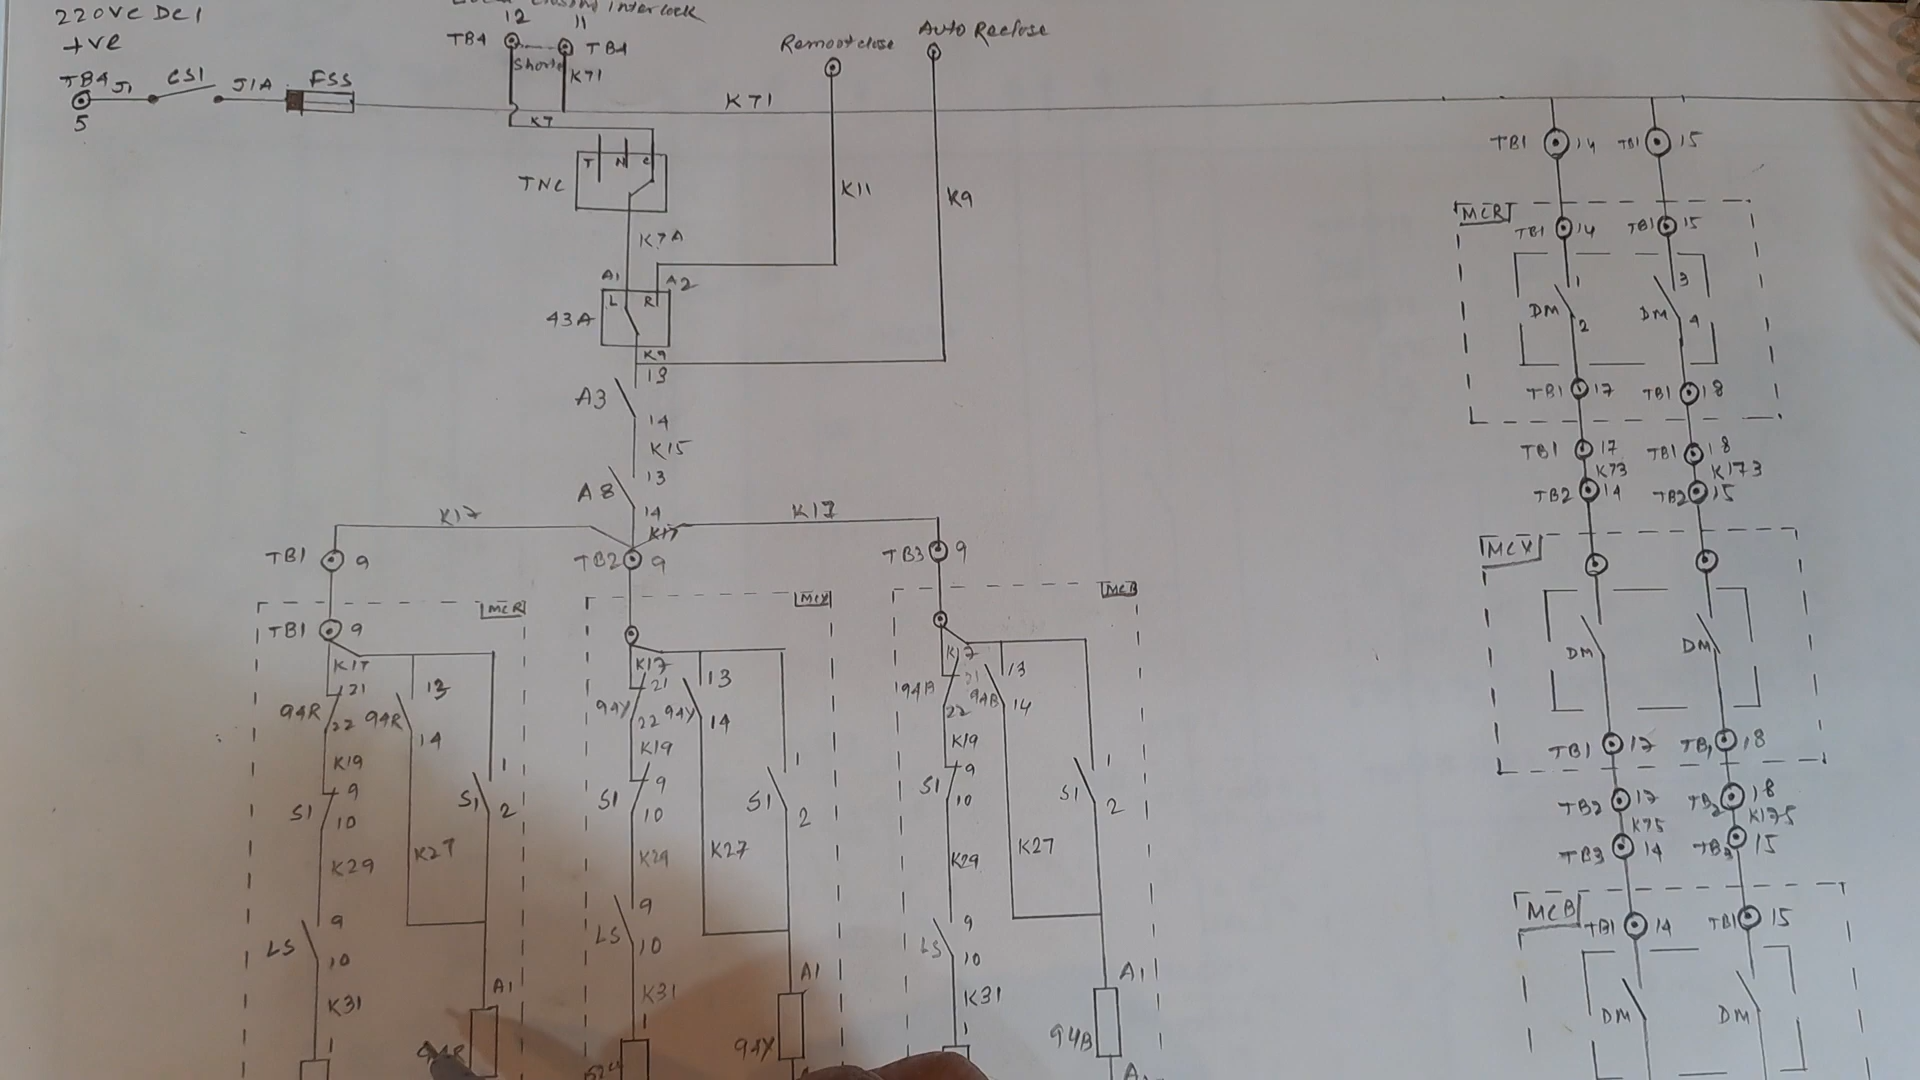 220VC DC1
+ve
TB4 J1 CS1 J1A FSS
5
Interlock
12 11
TB4 TB4
Short
K71
K7
K71
Remoot close
Auto Reclose
TNC
T N C
K7A
K11
K9
A1 A2
43A
L R
K9
13
A3
14
K15
13
A8
14
K17 K17 K17
TB1 9
TB2 9
TB3 9
MCR
TB1 9
K17
94R 21
22
94R 13
14
K19
S1 9
10
K29
K27
S1 1
2
LS 9
10
K31
1
A1
94R
MCY
K17
94Y 21
22
94Y 13
14
K19
S1 9
10
K29
K27
S1 1
2
LS 9
10
K31
1
A1
94Y
MCB
K17
94B 21
22
94B 13
14
K19
S1 9
10
K29
K27
S1 1
2
LS 9
10
K31
1
A1
94B
TB1 14 TB1 15
MCR
TB1 14 TB1 15
1 3
DM DM
2 4
TB1 17 TB1 18
TB1 17 TB1 18
K73 K173
TB2 14 TB2 15
MCY
DM DM
TB1 17 TB1 18
TB2 17 TB2 18
K75 K175
TB3 14 TB3 15
MCB
TB1 14 TB1 15
DM DM